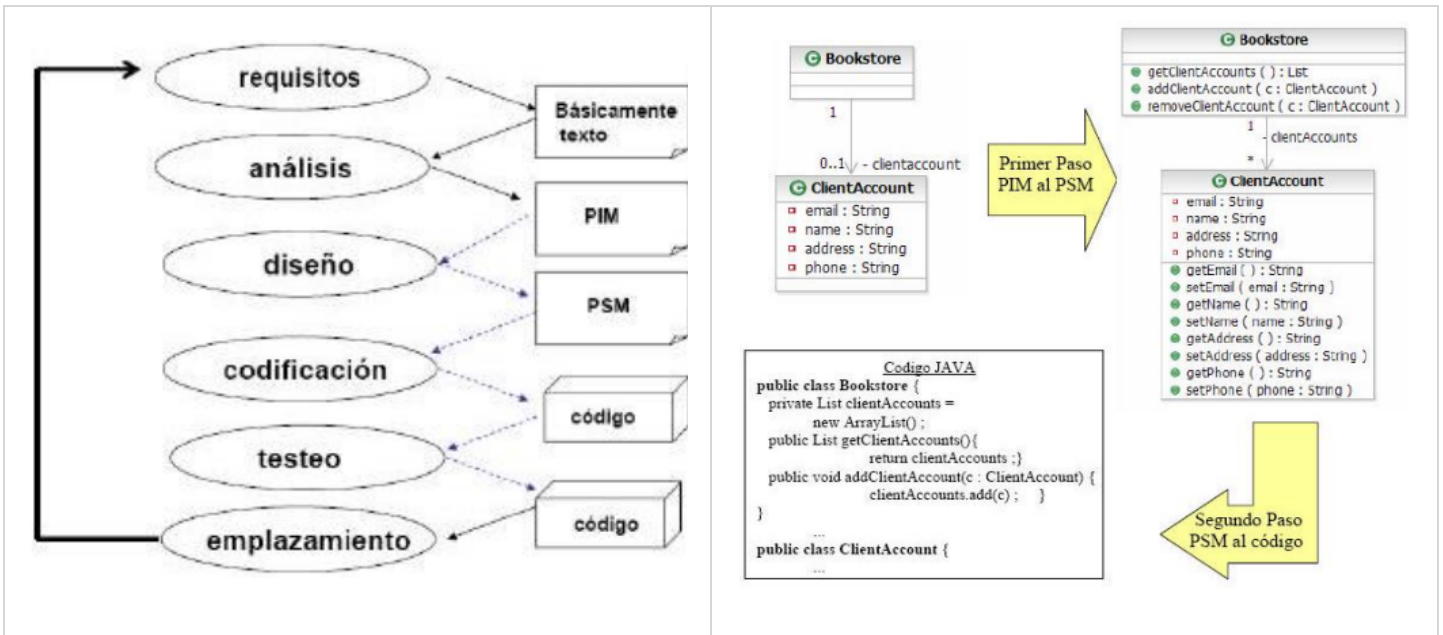 requisitos
Básicamente
texto
análisis
PIM
diseño
PSM
codificación
código
testeo
código
emplazamiento
Bookstore
1
0..1 - clientaccount
ClientAccount
email : String
name : String
address : String
phone : String
Primer Paso
PIM al PSM
Bookstore
getClientAccounts ( ) : List
addClientAccount ( c : ClientAccount )
removeClientAccount ( c : ClientAccount )
1
- clientAccounts
*
ClientAccount
email : String
name : String
address : String
phone : String
getEmail ( ) : String
setEmail ( email : String )
getName ( ) : String
setName ( name : String )
getAddress ( ) : String
setAddress ( address : String )
getPhone ( ) : String
setPhone ( phone : String )
Codigo JAVA
public class Bookstore {
private List clientAccounts =
new ArrayList() ;
public List getClientAccounts(){
return clientAccounts ;}
public void addClientAccount(c : ClientAccount) {
clientAccounts.add(c) ; }
}
...
public class ClientAccount {
...
Segundo Paso
PSM al código